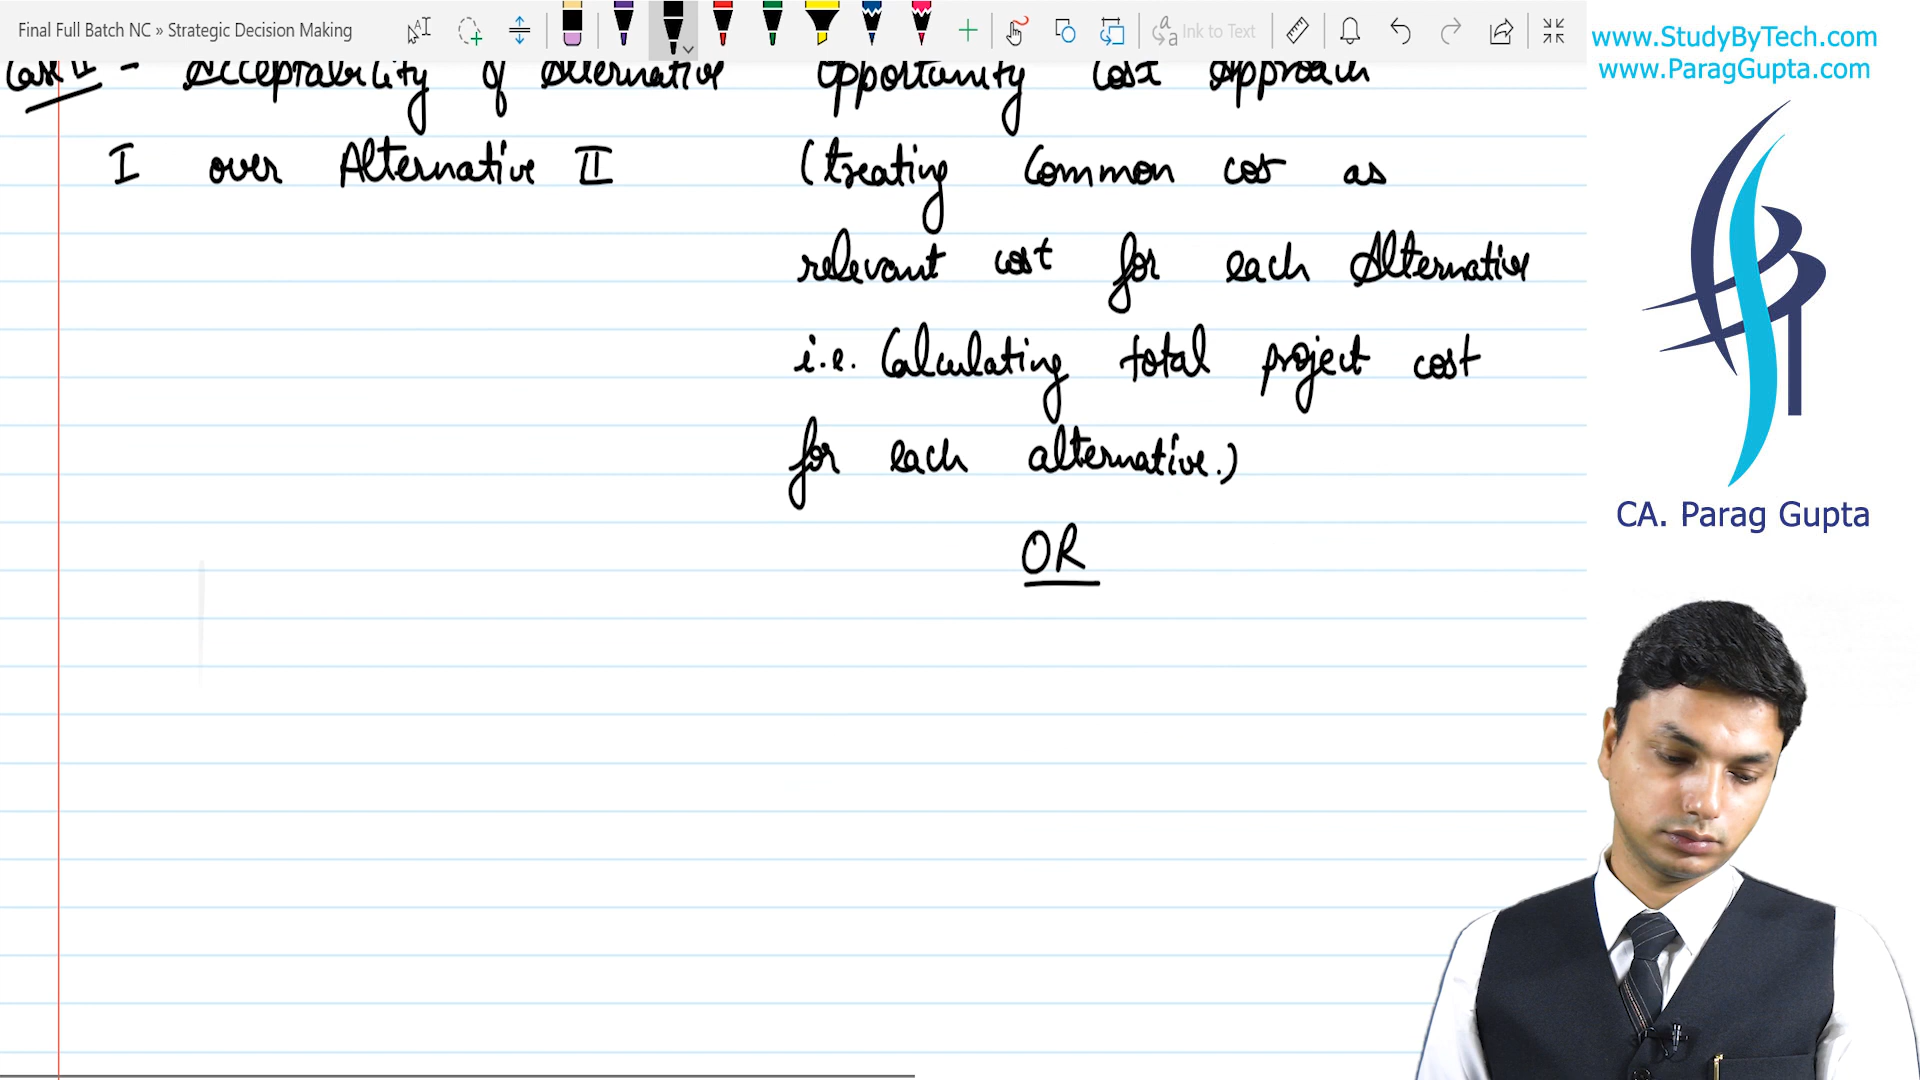 Final Full Batch NC » Strategic Decision Making
Ink to Text
www.StudyByTech.com
www.ParagGupta.com
Case II - Acceptability of Alternative
I over Alternative II
Opportunity Cost Approach
(treating Common cost as
relevant cost for each Alternative
i.e. Calculating total project cost
for each alternative.)
OR
CA. Parag Gupta